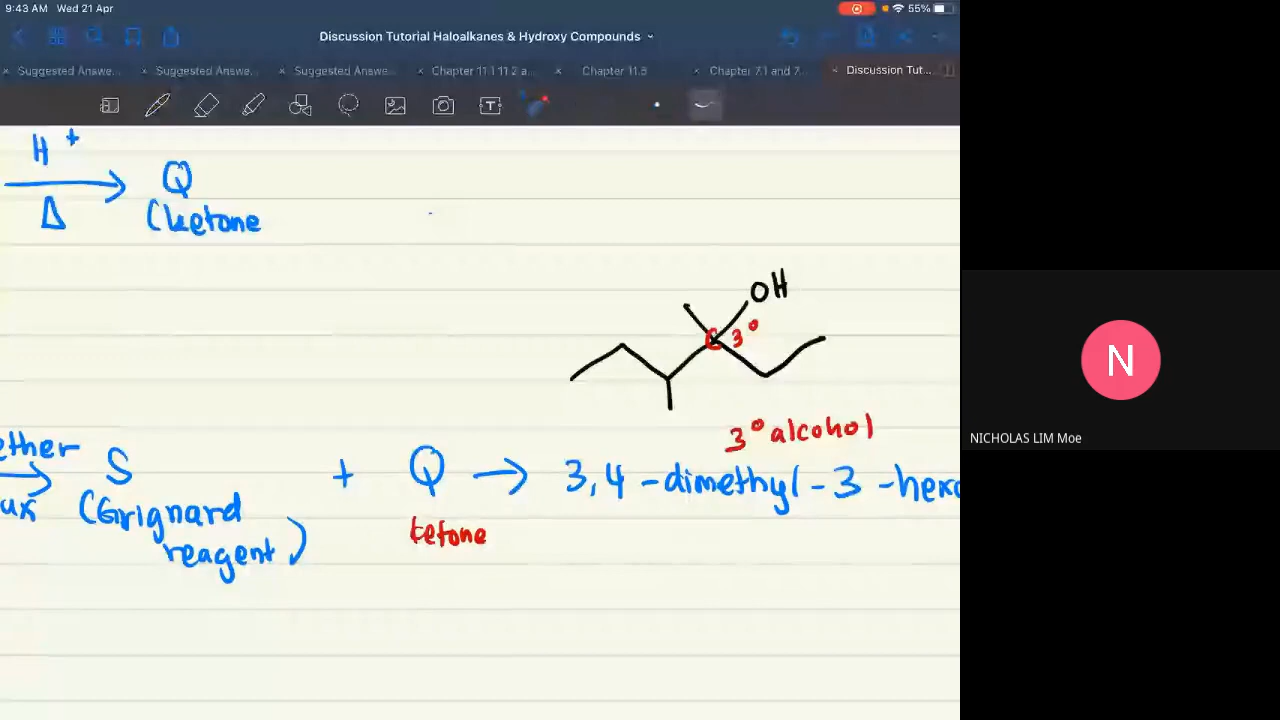 9:43 AM Wed 21 Apr
55%
Discussion Tutorial Haloalkanes & Hydroxy Compounds
Suggested Answe...
Suggested Answe...
Suggested Answe...
Chapter 11.1 11.2 a...
Chapter 11.5
Chapter 7.1 and 7...
Discussion Tut...
H+
Δ
Q
(ketone
OH
C 3°
3° alcohol
ether
S
+ Q → 3,4-dimethyl-3-hexa
ux
(Grignard
reagent)
ketone
N
NICHOLAS LIM Moe